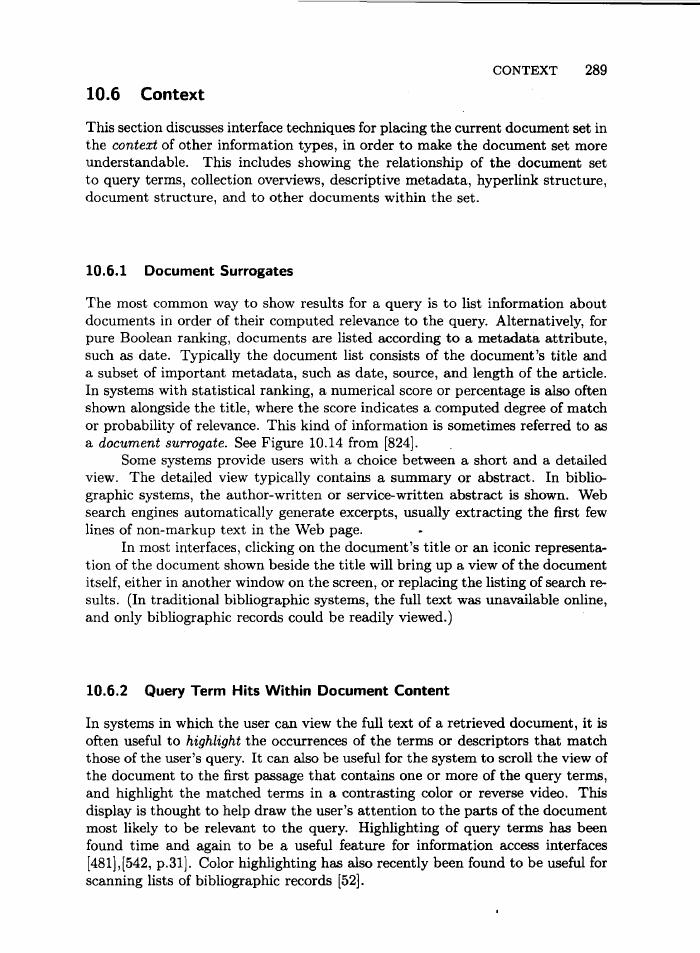 CONTEXT 289
10.6 Context
This section discusses interface techniques for placing the current document set in
the context of other information types, in order to make the document set more
understandable. This includes showing the relationship of the document set
to query terms, collection overviews, descriptive metadata, hyperlink structure,
document structure, and to other documents within the set.
10.6.1 Document Surrogates
The most common way to show results for a query is to list information about
documents in order of their computed relevance to the query. Alternatively, for
pure Boolean ranking, documents are listed according to a metadata attribute,
such as date. Typically the document list consists of the document's title and
a subset of important metadata, such as date, source, and length of the article.
In systems with statistical ranking, a numerical score or percentage is also often
shown alongside the title, where the score indicates a computed degree of match
or probability of relevance. This kind of information is sometimes referred to as
a document surrogate. See Figure 10.14 from [824].
Some systems provide users with a choice between a short and a detailed
view. The detailed view typically contains a summary or abstract. In biblio-
graphic systems, the author-written or service-written abstract is shown. Web
search engines automatically generate excerpts, usually extracting the first few
lines of non-markup text in the Web page.
In most interfaces, clicking on the document's title or an iconic representa-
tion of the document shown beside the title will bring up a view of the document
itself, either in another window on the screen, or replacing the listing of search re-
sults. (In traditional bibliographic systems, the full text was unavailable online,
and only bibliographic records could be readily viewed.)
10.6.2 Query Term Hits Within Document Content
In systems in which the user can view the full text of a retrieved document, it is
often useful to highlight the occurrences of the terms or descriptors that match
those of the user's query. It can also be useful for the system to scroll the view of
the document to the first passage that contains one or more of the query terms,
and highlight the matched terms in a contrasting color or reverse video. This
display is thought to help draw the user's attention to the parts of the document
most likely to be relevant to the query. Highlighting of query terms has been
found time and again to be a useful feature for information access interfaces
[481],[542, p.31]. Color highlighting has also recently been found to be useful for
scanning lists of bibliographic records [52].